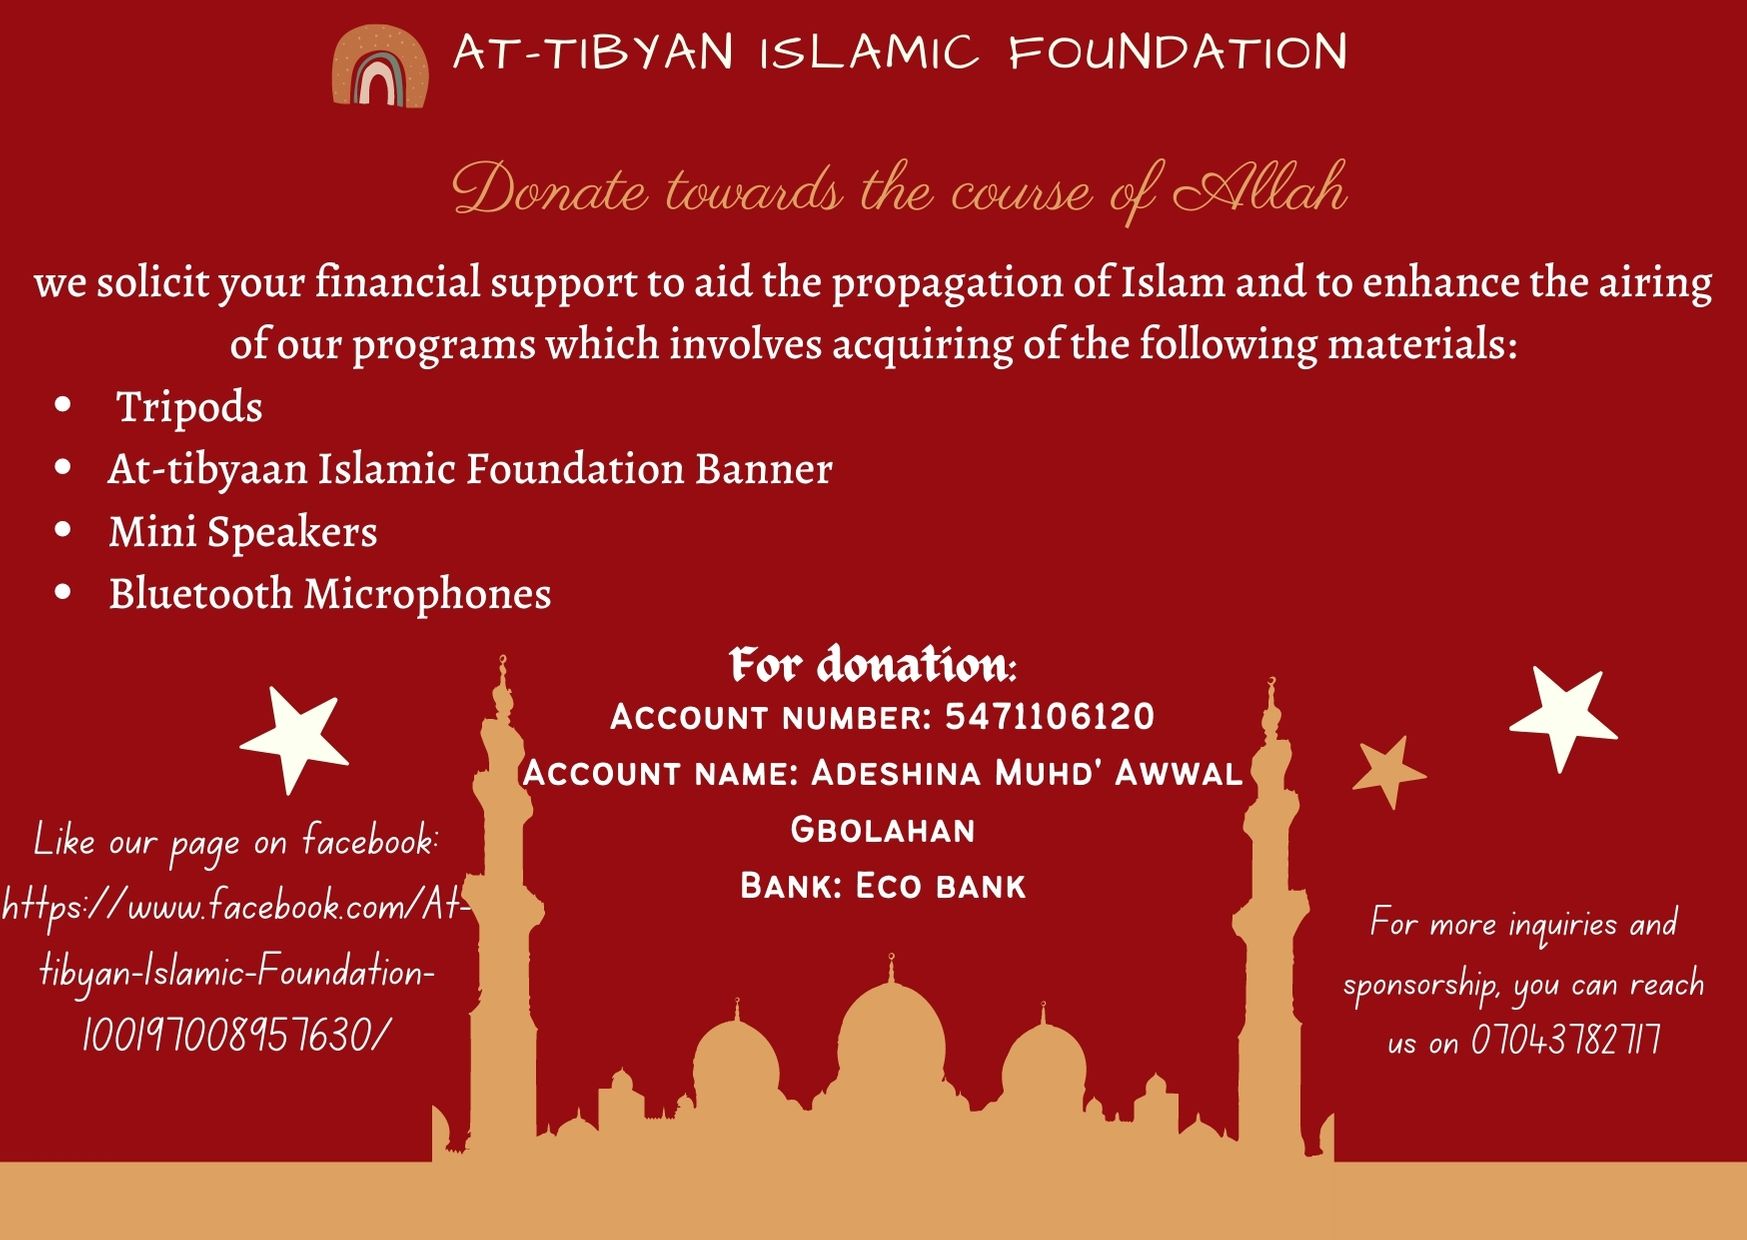 AT-TIBYAN ISLAMIC FOUNDATION
Donate towards the course of Allah
we solicit your financial support to aid the propagation of Islam and to enhance the airing
of our programs which involves acquiring of the following materials:
• Tripods
• At-tibyaan Islamic Foundation Banner
• Mini Speakers
• Bluetooth Microphones
For donation:
Account number: 5471106120
Account name: Adeshina Muhd' Awwal
Gbolahan
Bank: Eco bank
Like our page on facebook:
https://www.facebook.com/At-
tibyan-Islamic-Foundation-
100197008957630/
For more inquiries and
sponsorship, you can reach
us on 07043782717